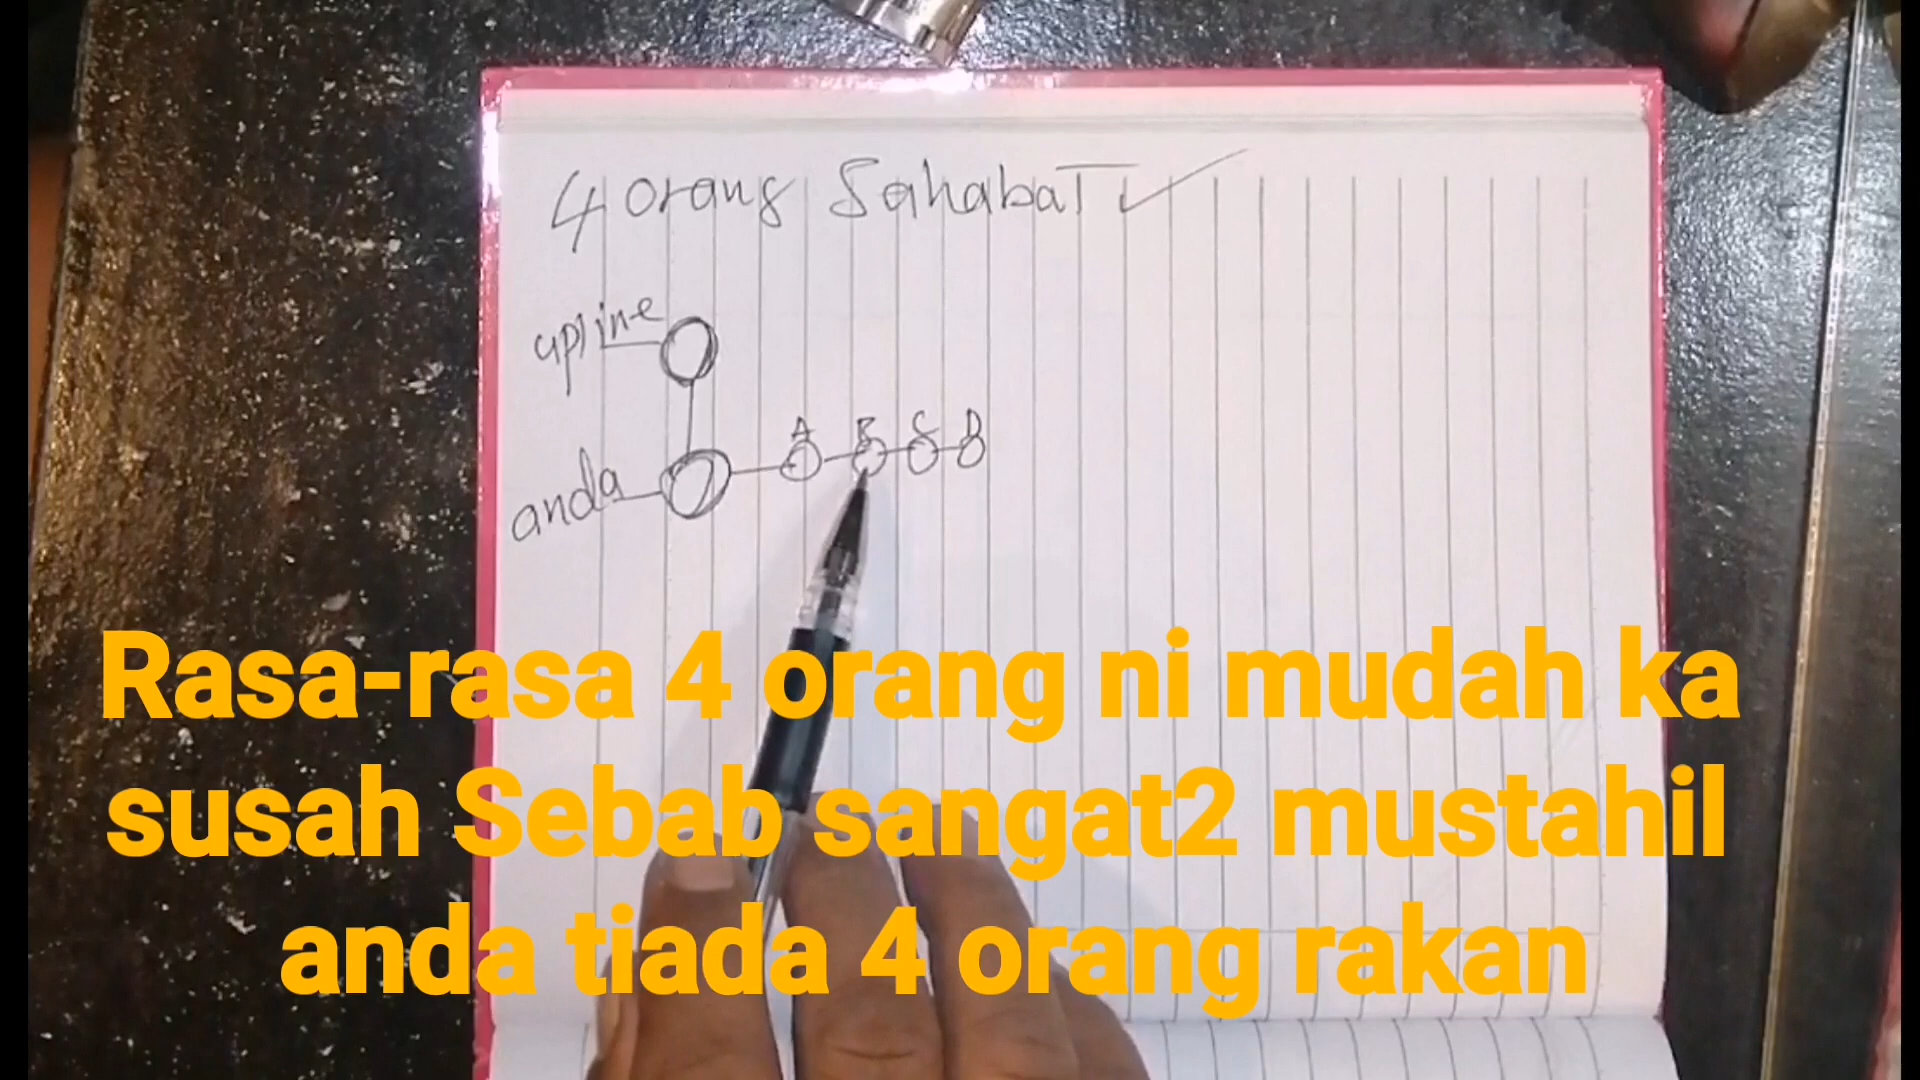 4 orang SahabaT
upline
A B C D
anda
Rasa-rasa 4 orang ni mudah ka
susah Sebab sangat2 mustahil
anda tiada 4 orang rakan